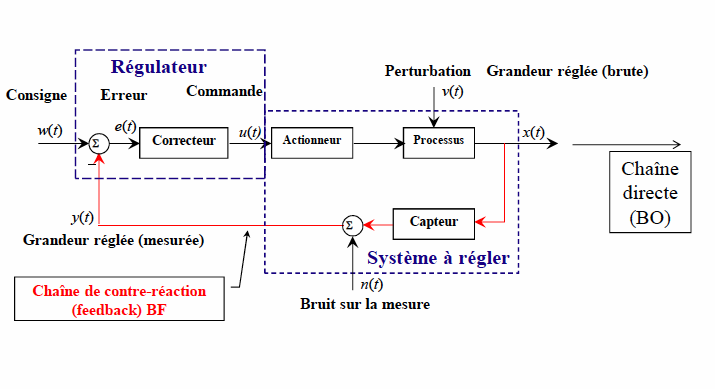 Régulateur
Perturbation
Grandeur réglée (brute)
Consigne
Erreur
Commande
v(t)
w(t)
Σ
e(t)
Correcteur
u(t)
Actionneur
Processus
x(t)
–
Chaîne
directe
(BO)
y(t)
Σ
Capteur
Grandeur réglée (mesurée)
Système à régler
Chaîne de contre-réaction
(feedback) BF
n(t)
Bruit sur la mesure